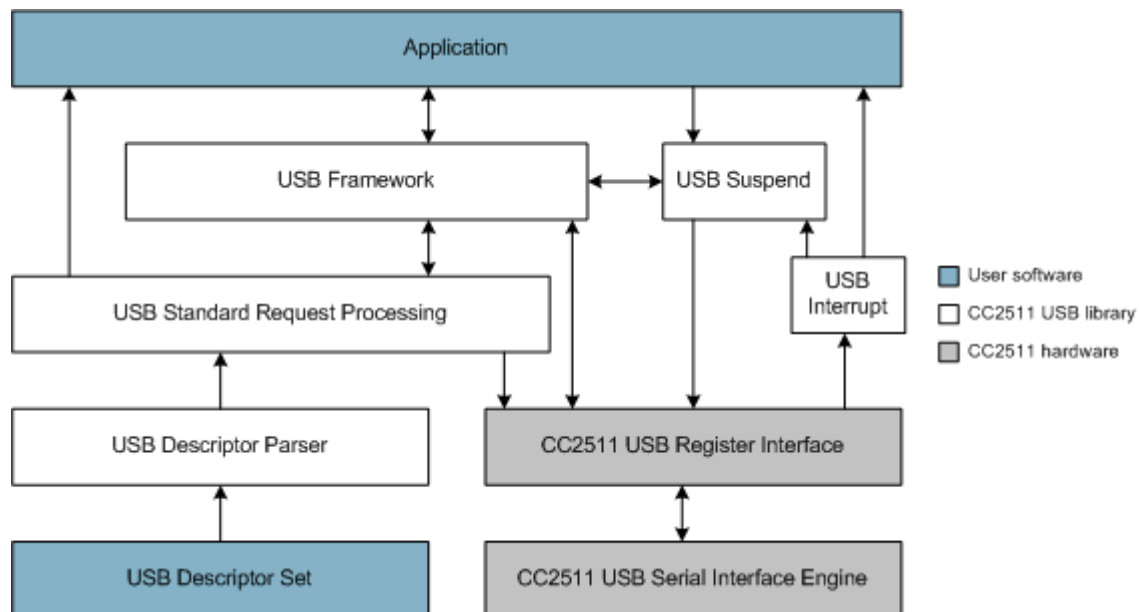 Application
USB Framework
USB Suspend
USB Standard Request Processing
USB
Interrupt
User software
CC2511 USB library
CC2511 hardware
USB Descriptor Parser
CC2511 USB Register Interface
USB Descriptor Set
CC2511 USB Serial Interface Engine